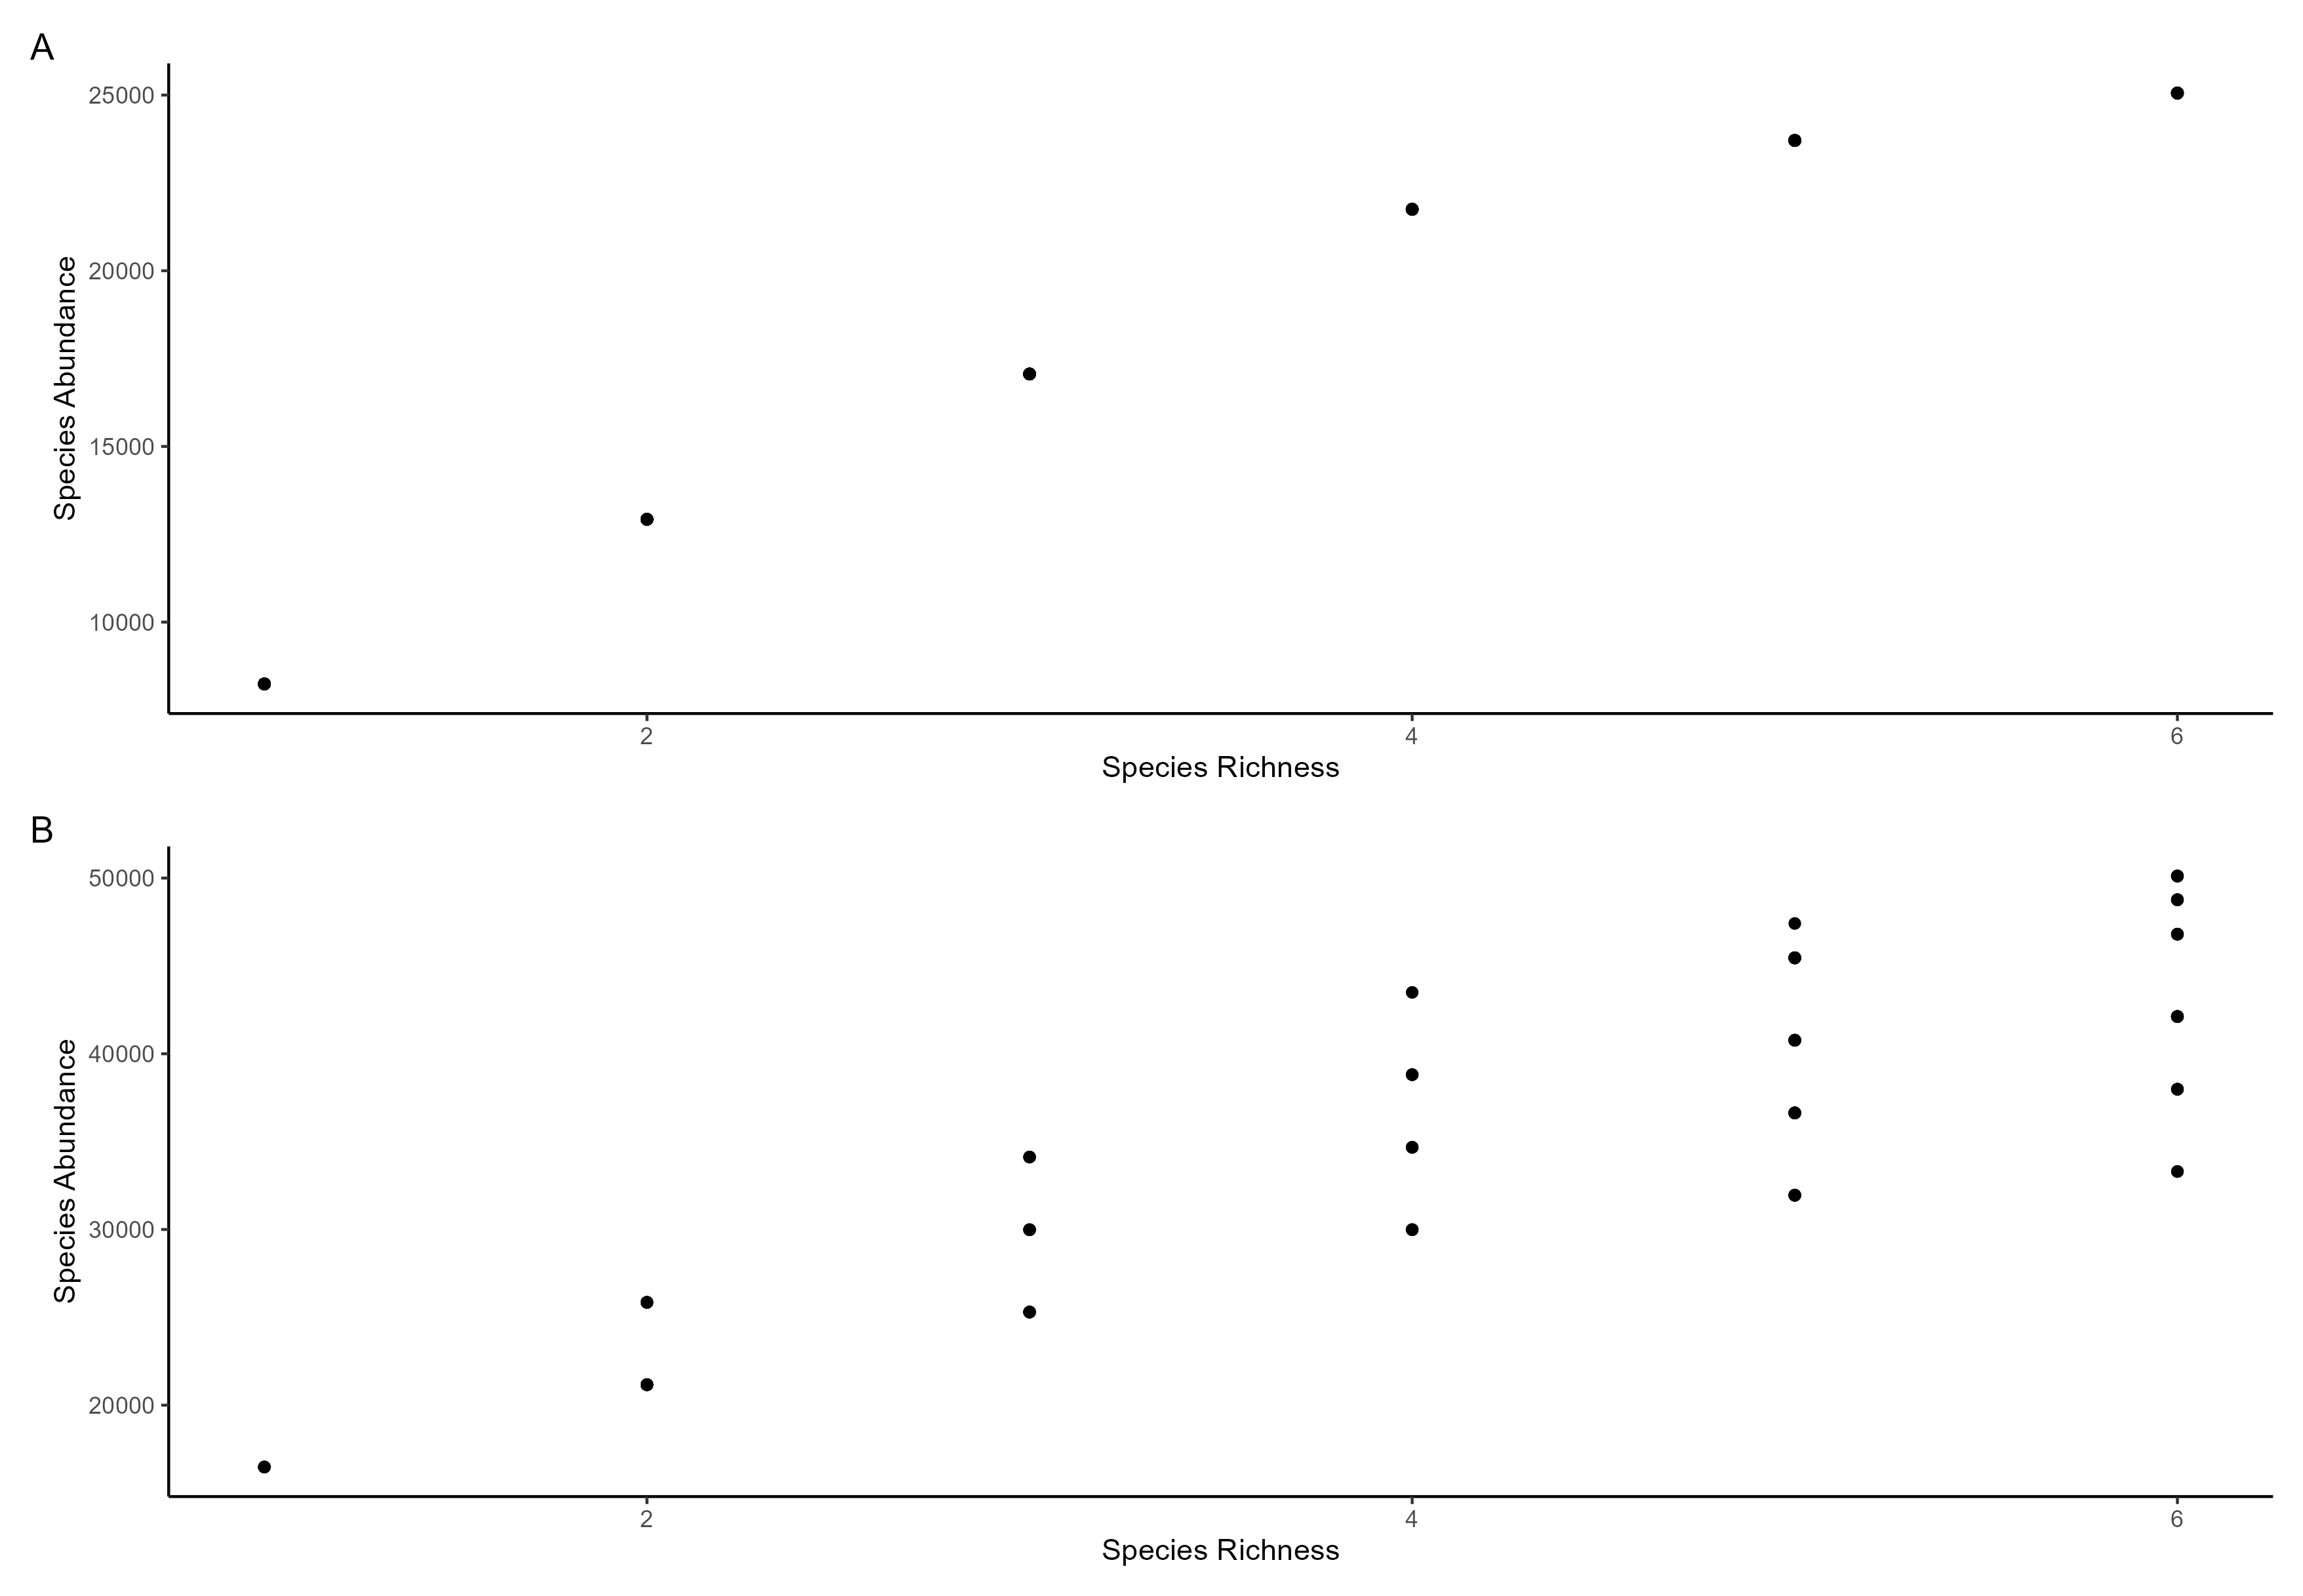 A
25000
20000
15000
10000
Species Abundance
2
4
6
Species Richness
B
50000
40000
30000
20000
Species Abundance
2
4
6
Species Richness